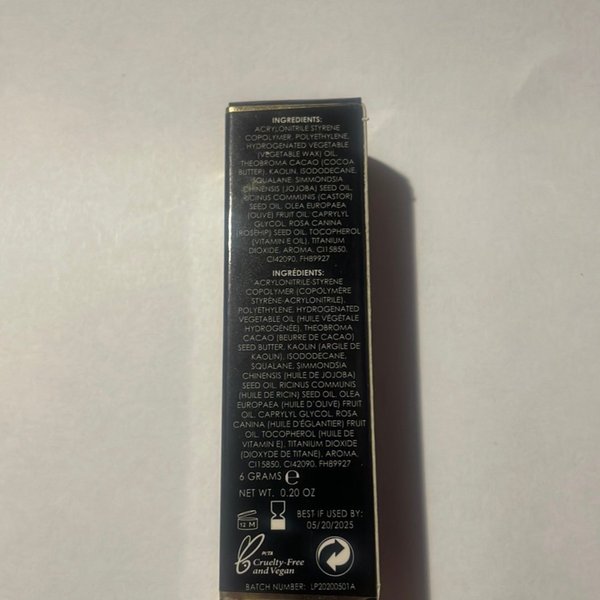 INGREDIENTS:
ACRYLONITRILE STYRENE
COPOLYMER, POLYETHYLENE,
HYDROGENATED VEGETABLE
(VEGETABLE WAX) OIL,
THEOBROMA CACAO (COCOA
BUTTER), KAOLIN, ISODODECANE,
SQUALANE, SIMMONDSIA
CHINENSIS (JOJOBA) SEED OIL,
RICINUS COMMUNIS (CASTOR)
SEED OIL, OLEA EUROPAEA
(OLIVE) FRUIT OIL, CAPRYLYL
GLYCOL, ROSA CANINA
(ROSEHIP) SEED OIL, TOCOPHEROL
(VITAMIN E OIL), TITANIUM
DIOXIDE, AROMA, CI15850,
CI42090, FH89927
INGRÉDIENTS:
ACRYLONITRILE-STYRENE
COPOLYMER (COPOLYMÈRE
STYRÈNE-ACRYLONITRILE),
POLYETHYLENE, HYDROGENATED
VEGETABLE OIL (HUILE VÉGÉTALE
HYDROGÉNÉE), THEOBROMA
CACAO (BEURRE DE CACAO)
SEED BUTTER, KAOLIN (ARGILE DE
KAOLIN), ISODODECANE,
SQUALANE, SIMMONDSIA
CHINENSIS (HUILE DE JOJOBA)
SEED OIL, RICINUS COMMUNIS
(HUILE DE RICIN) SEED OIL, OLEA
EUROPAEA (HUILE D'OLIVE) FRUIT
OIL, CAPRYLYL GLYCOL, ROSA
CANINA (HUILE D'ÉGLANTIER) FRUIT
OIL, TOCOPHEROL (HUILE DE
VITAMIN E), TITANIUM DIOXIDE
(DIOXYDE DE TITANE), AROMA,
CI15850, CI42090, FH89927
6 GRAMS ℮
NET WT. 0.20 OZ
12 M
BEST IF USED BY:
05/20/2025
PETA
Cruelty-Free
and Vegan
BATCH NUMBER: LP20200501A